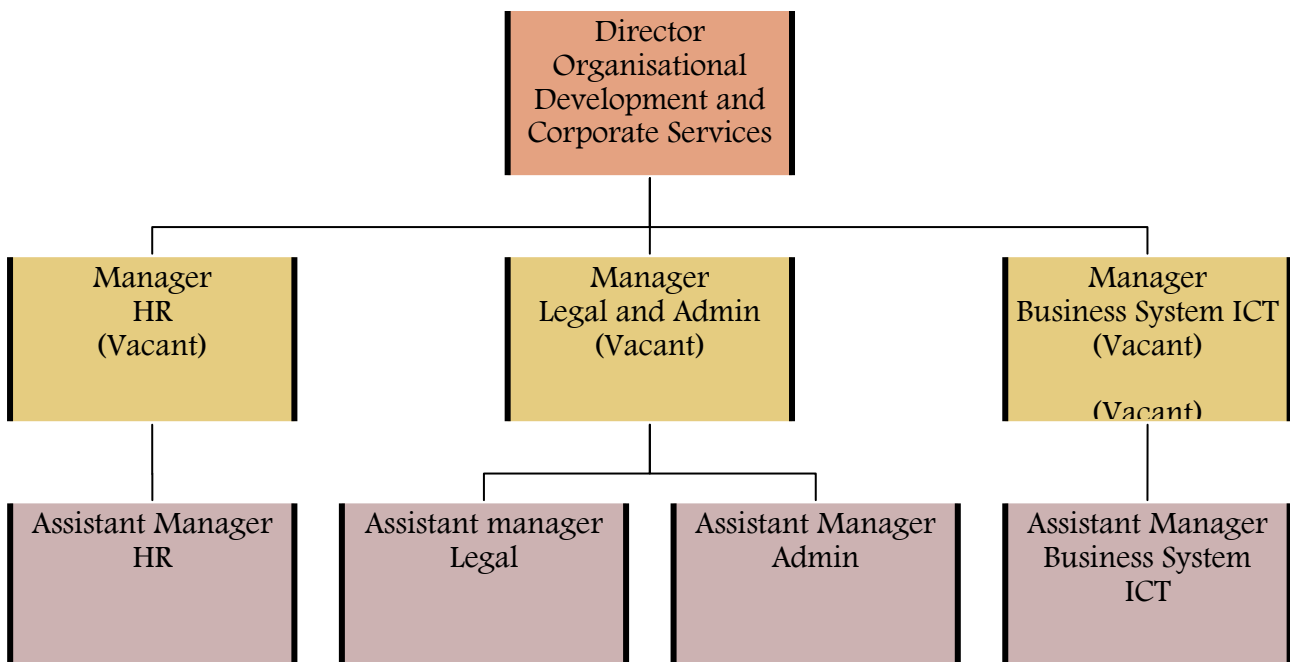 Director
Organisational
Development and
Corporate Services
Manager
HR
(Vacant)
Manager
Legal and Admin
(Vacant)
Manager
Business System ICT
(Vacant)
(Vacant)
Assistant Manager
HR
Assistant manager
Legal
Assistant Manager
Admin
Assistant Manager
Business System
ICT